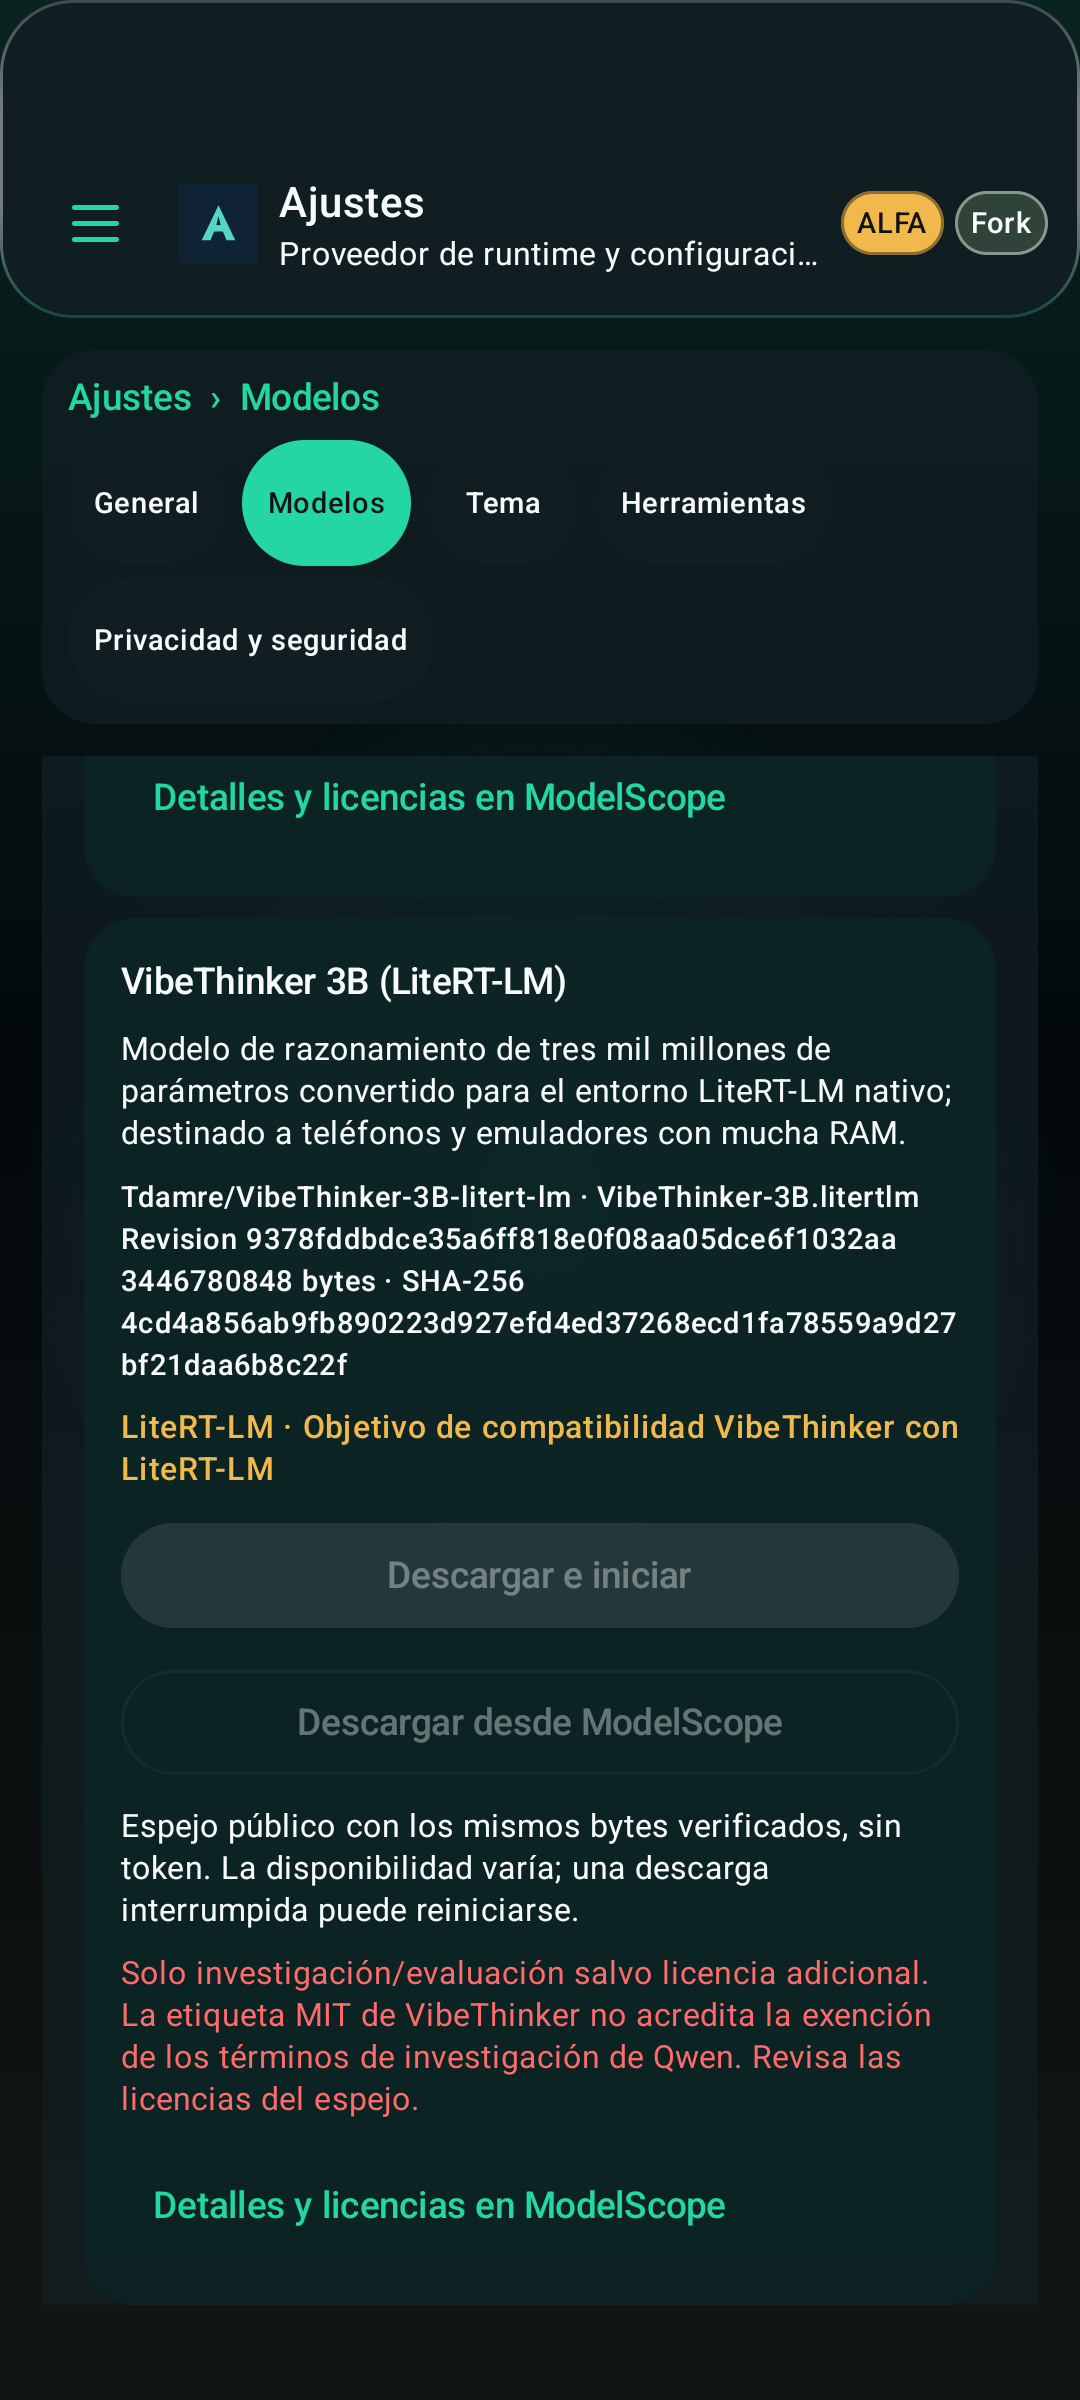 Ajustes
Proveedor de runtime y configuraci...
ALFA
Fork
Ajustes › Modelos
General
Modelos
Tema
Herramientas
Privacidad y seguridad
Detalles y licencias en ModelScope
VibeThinker 3B (LiteRT-LM)
Modelo de razonamiento de tres mil millones de
parámetros convertido para el entorno LiteRT-LM nativo;
destinado a teléfonos y emuladores con mucha RAM.
Tdamre/VibeThinker-3B-litert-lm · VibeThinker-3B.litertlm
Revision 9378fddbdce35a6ff818e0f08aa05dce6f1032aa
3446780848 bytes · SHA-256
4cd4a856ab9fb890223d927efd4ed37268ecd1fa78559a9d27
bf21daa6b8c22f
LiteRT-LM · Objetivo de compatibilidad VibeThinker con
LiteRT-LM
Descargar e iniciar
Descargar desde ModelScope
Espejo público con los mismos bytes verificados, sin
token. La disponibilidad varía; una descarga
interrumpida puede reiniciarse.
Solo investigación/evaluación salvo licencia adicional.
La etiqueta MIT de VibeThinker no acredita la exención
de los términos de investigación de Qwen. Revisa las
licencias del espejo.
Detalles y licencias en ModelScope